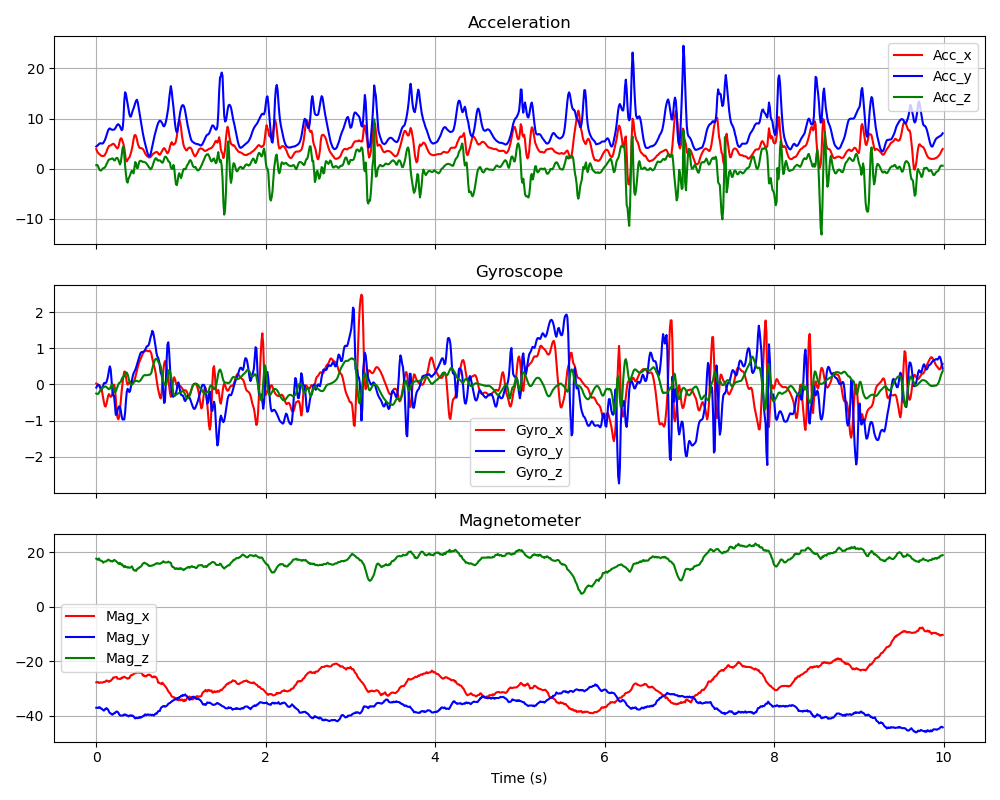 Acceleration
20
10
0
−10
Acc_x
Acc_y
Acc_z
Gyroscope
2
1
0
−1
−2
Gyro_x
Gyro_y
Gyro_z
Magnetometer
20
0
−20
−40
Mag_x
Mag_y
Mag_z
0 2 4 6 8 10
Time (s)